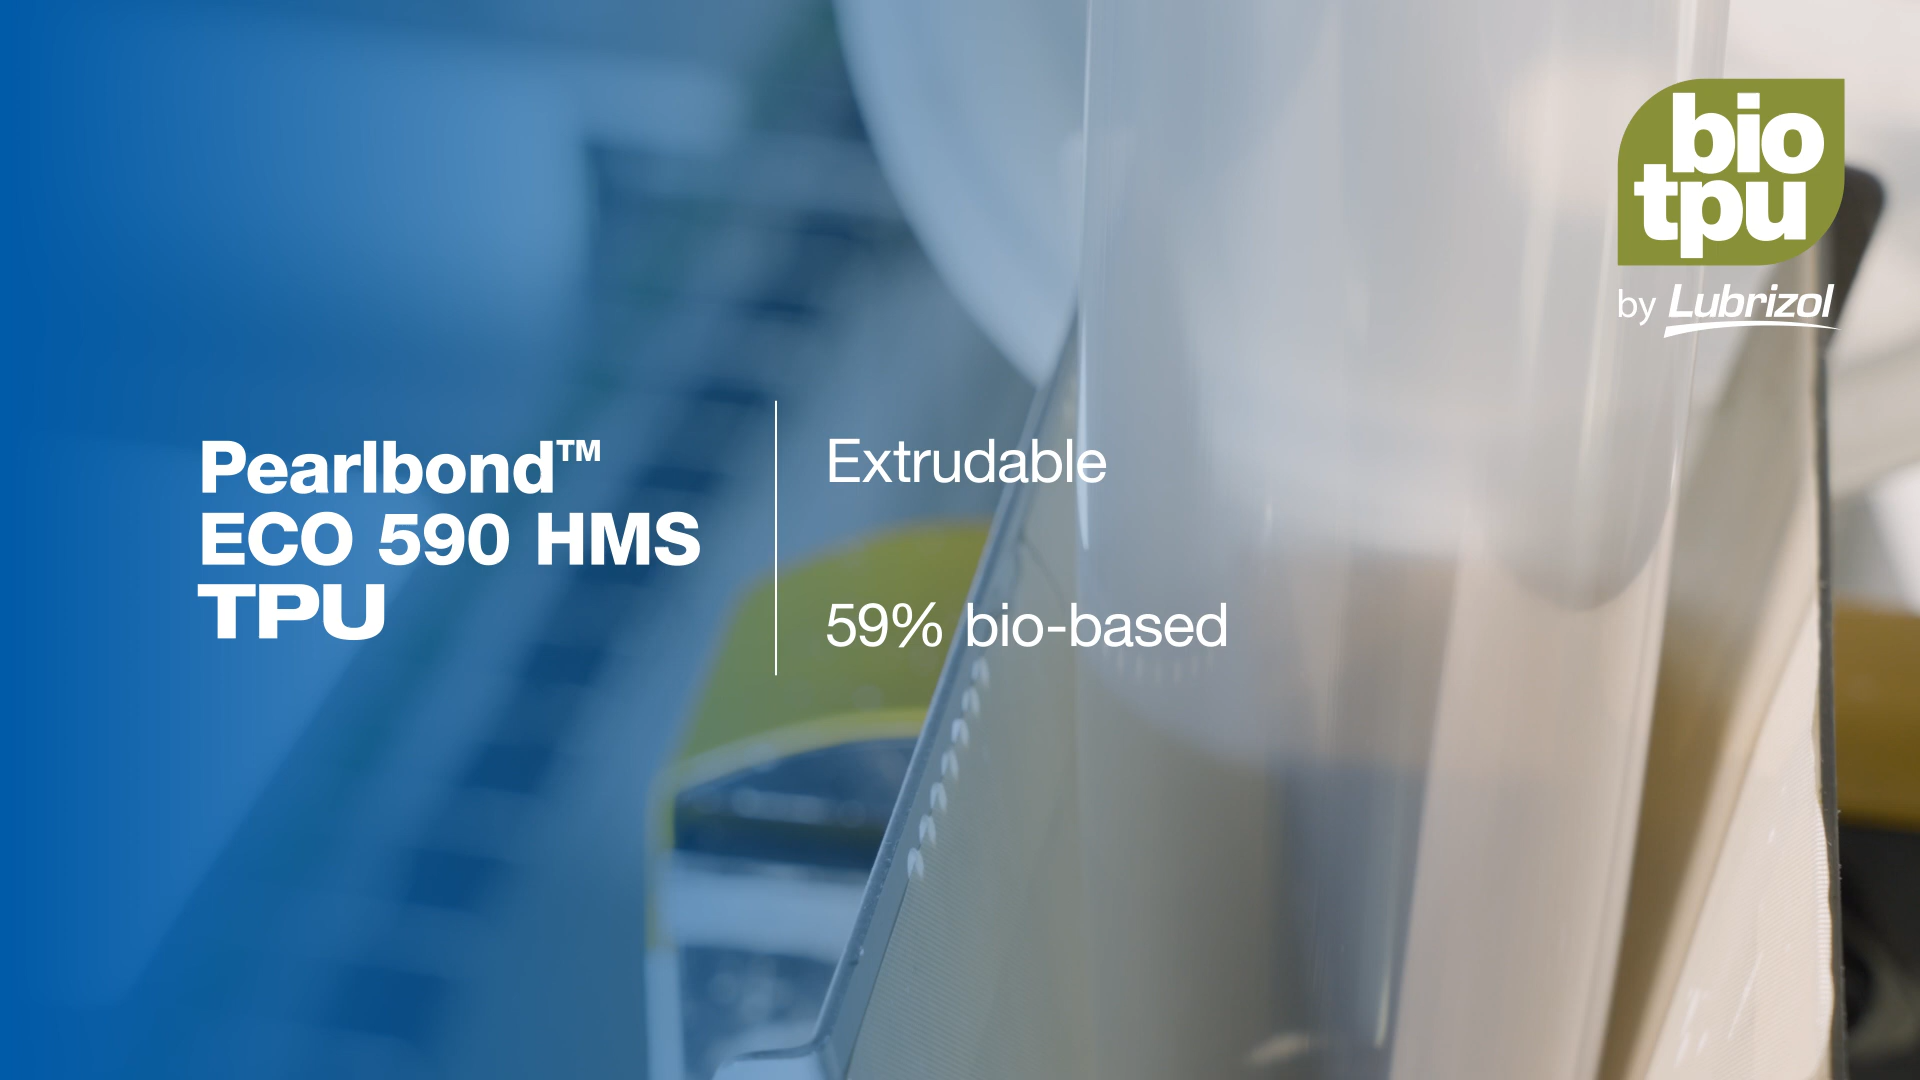 Pearlbond™
ECO 590 HMS
TPU
Extrudable
59% bio-based
bio
tpu
by Lubrizol